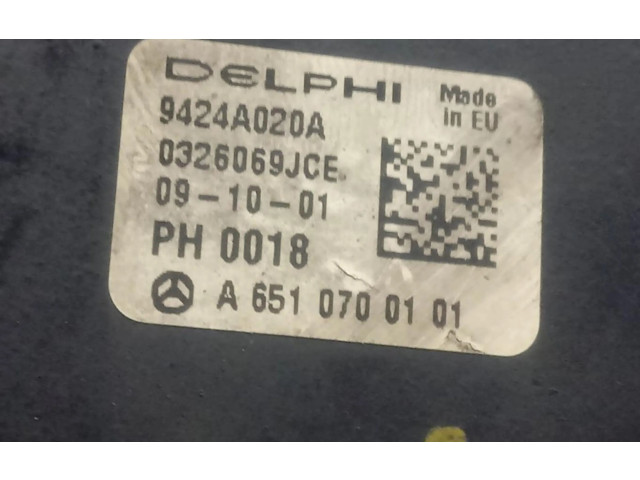 DELPHI
Made in EU
9424A020A
0326069JCE
09-10-01
PH 0018
A 651 070 01 01